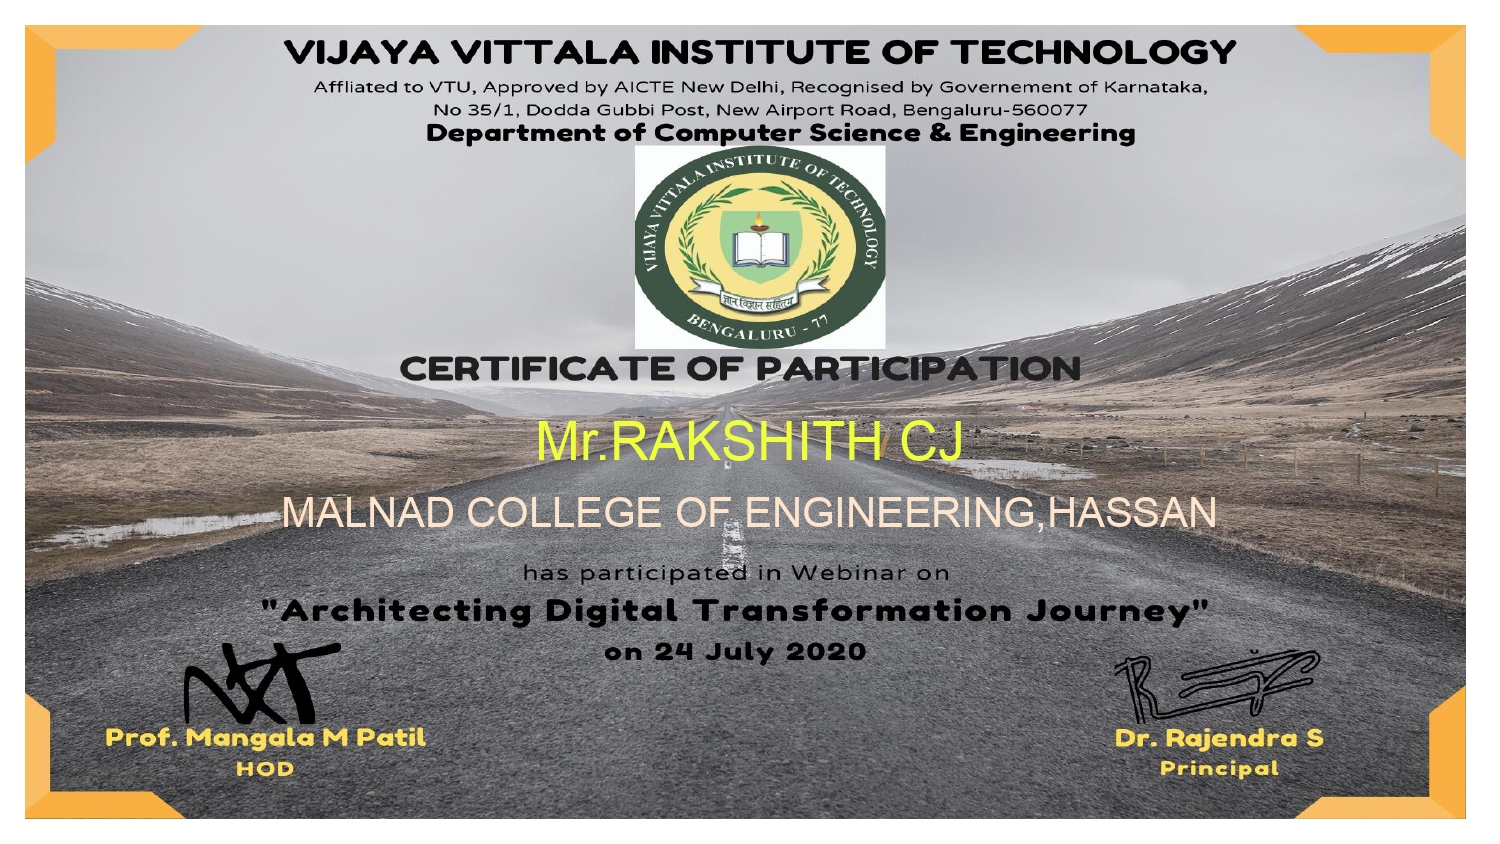 VIJAYA VITTALA INSTITUTE OF TECHNOLOGY
Affliated to VTU, Approved by AICTE New Delhi, Recognised by Governement of Karnataka,
No 35/1, Dodda Gubbi Post, New Airport Road, Bengaluru-560077
Department of Computer Science & Engineering
VIJAYA VITTALA INSTITUTE OF TECHNOLOGY
ज्ञान विज्ञान सहितम्
BENGALURU - 77
CERTIFICATE OF PARTICIPATION
Mr.RAKSHITH CJ
MALNAD COLLEGE OF ENGINEERING,HASSAN
has participated in Webinar on
"Architecting Digital Transformation Journey"
on 24 July 2020
Prof. Mangala M Patil
HOD
Dr. Rajendra S
Principal